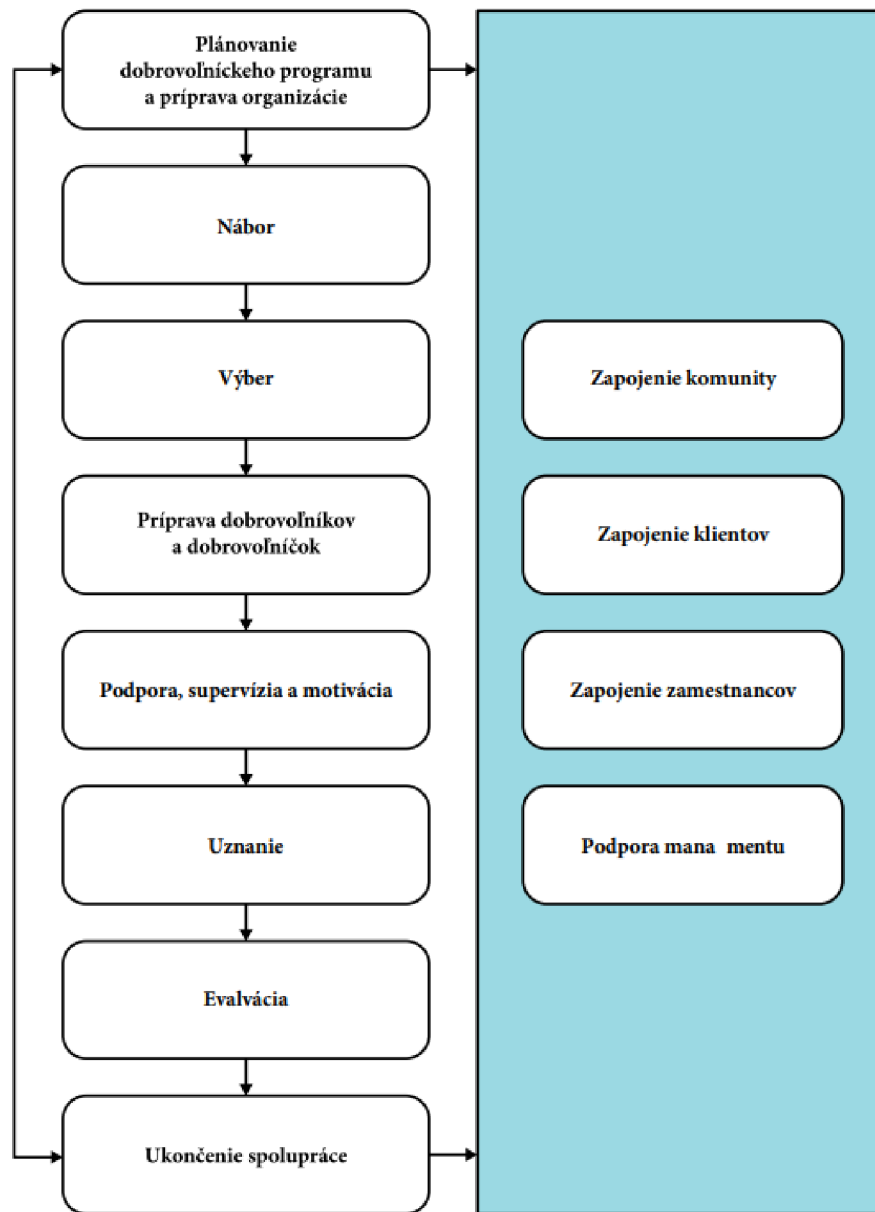 Plánovanie
dobrovoľníckeho programu
a príprava organizácie
Nábor
Výber
Príprava dobrovoľníkov
a dobrovoľníčok
Podpora, supervízia a motivácia
Uznanie
Evalvácia
Ukončenie spolupráce
Zapojenie komunity
Zapojenie klientov
Zapojenie zamestnancov
Podpora mana mentu